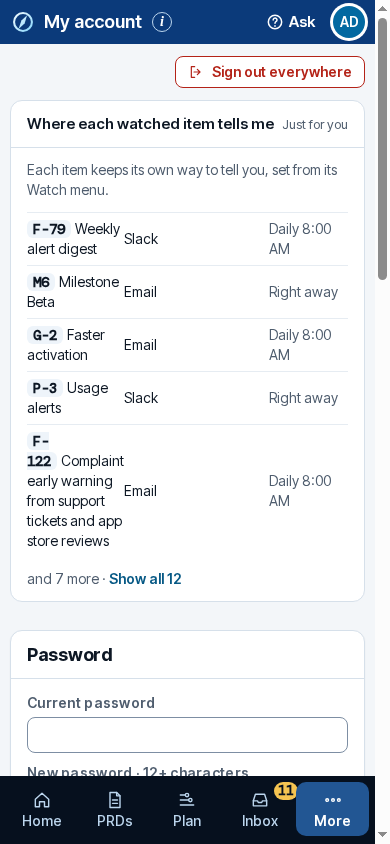 My account i Ask AD
Sign out everywhere
Where each watched item tells me Just for you
Each item keeps its own way to tell you, set from its
Watch menu.
F-79 Weekly
alert digest
Slack
Daily 8:00
AM
M6 Milestone
Beta
Email
Right away
G-2 Faster
activation
Email
Daily 8:00
AM
P-3 Usage
alerts
Slack
Right away
F-
122 Complaint
early warning
from support
tickets and app
store reviews
Email
Daily 8:00
AM
and 7 more · Show all 12
Password
Current password
New password · 12+ characters
11
Home PRDs Plan Inbox More